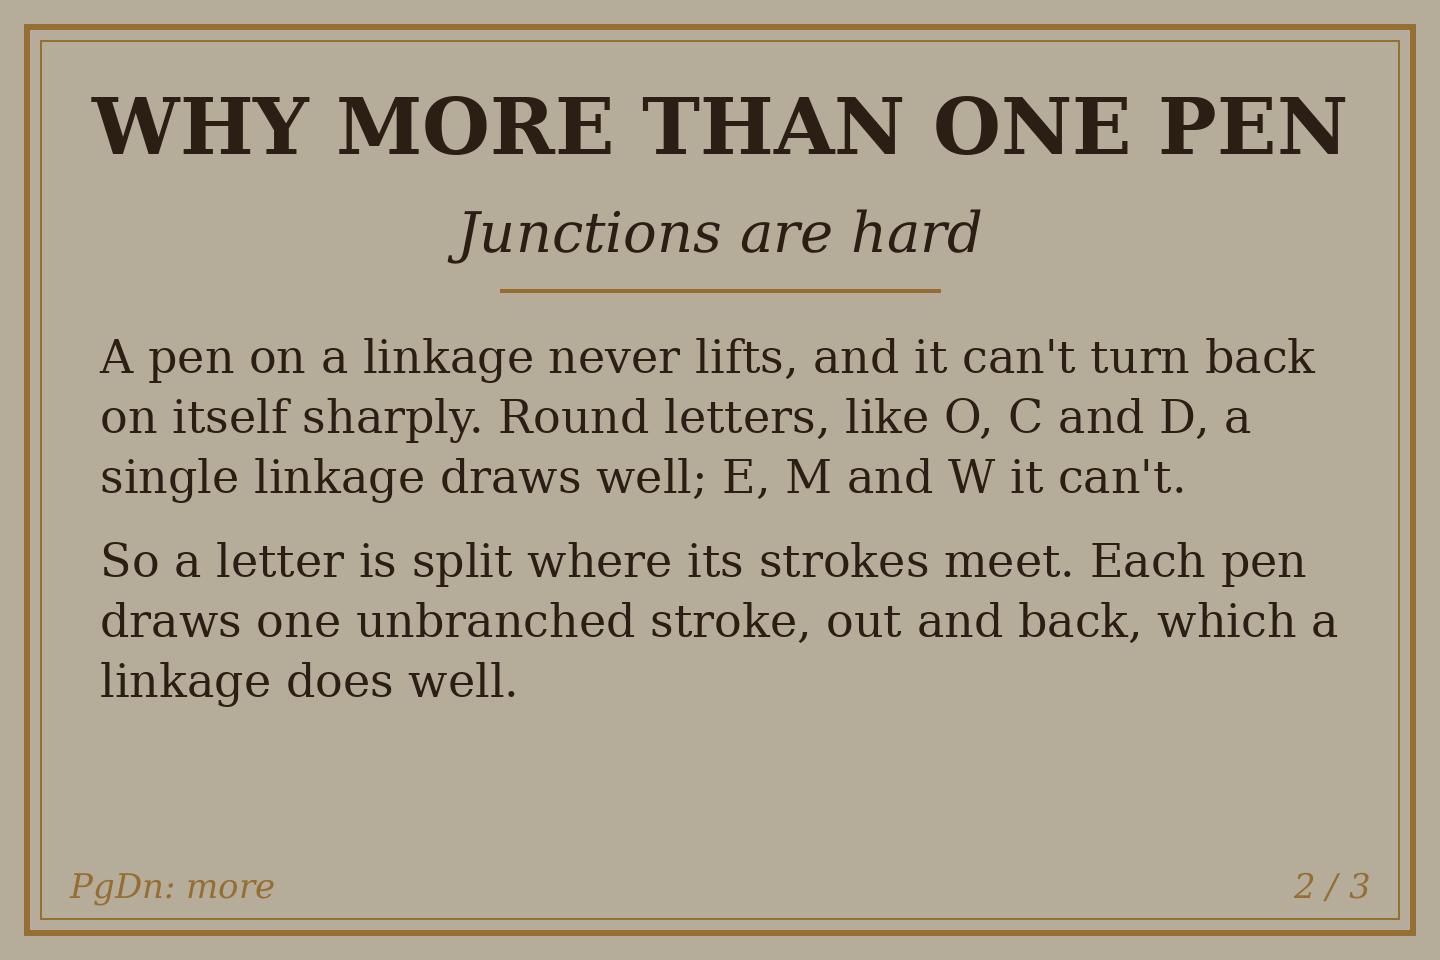 WHY MORE THAN ONE PEN
Junctions are hard
A pen on a linkage never lifts, and it can't turn back
on itself sharply. Round letters, like O, C and D, a
single linkage draws well; E, M and W it can't.
So a letter is split where its strokes meet. Each pen
draws one unbranched stroke, out and back, which a
linkage does well.
PgDn: more
2 / 3